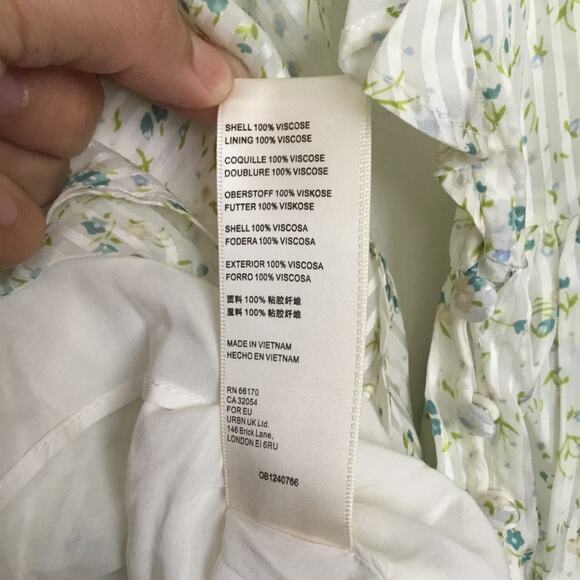 SHELL 100% VISCOSE
LINING 100% VISCOSE
COQUILLE 100% VISCOSE
DOUBLURE 100% VISCOSE
OBERSTOFF 100% VISKOSE
FUTTER 100% VISKOSE
SHELL 100% VISCOSA
FODERA 100% VISCOSA
EXTERIOR 100% VISCOSA
FORRO 100% VISCOSA
面料 100% 粘胶纤维
里料 100% 粘胶纤维
MADE IN VIETNAM
HECHO EN VIETNAM
RN 66170
CA 32054
FOR EU
URBN UK Ltd.
146 Brick Lane,
LONDON EI 6RU
OB1240766